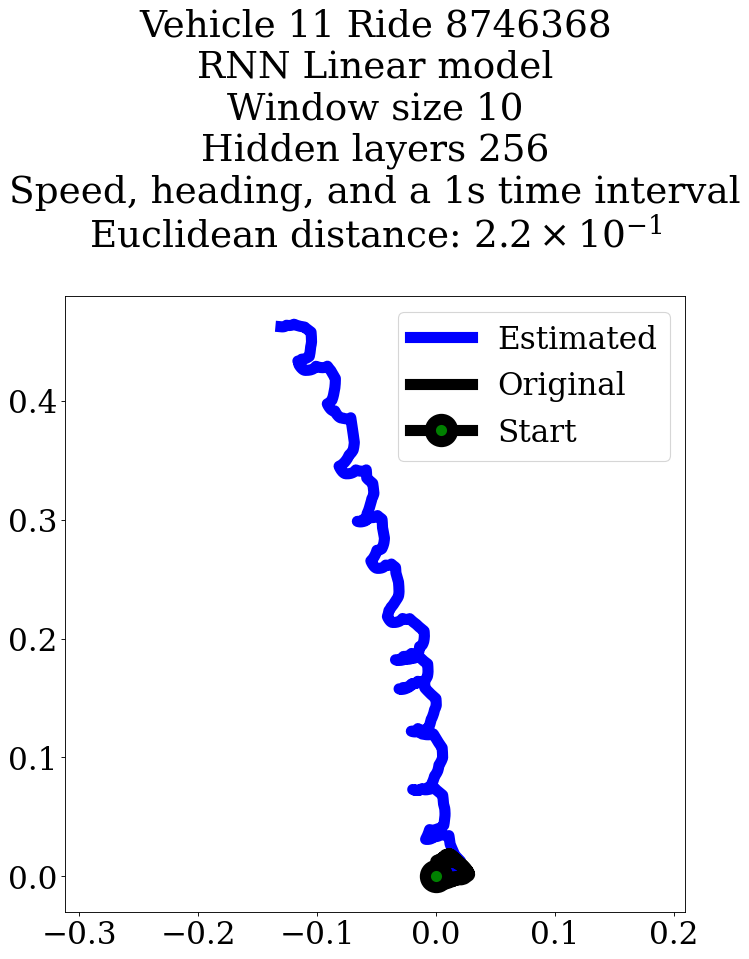 Vehicle 11 Ride 8746368
RNN Linear model
Window size 10
Hidden layers 256
Speed, heading, and a 1s time interval
Euclidean distance: 2.2 × 10⁻¹
Estimated
Original
Start
0.4
0.3
0.2
0.1
0.0
−0.3 −0.2 −0.1 0.0 0.1 0.2